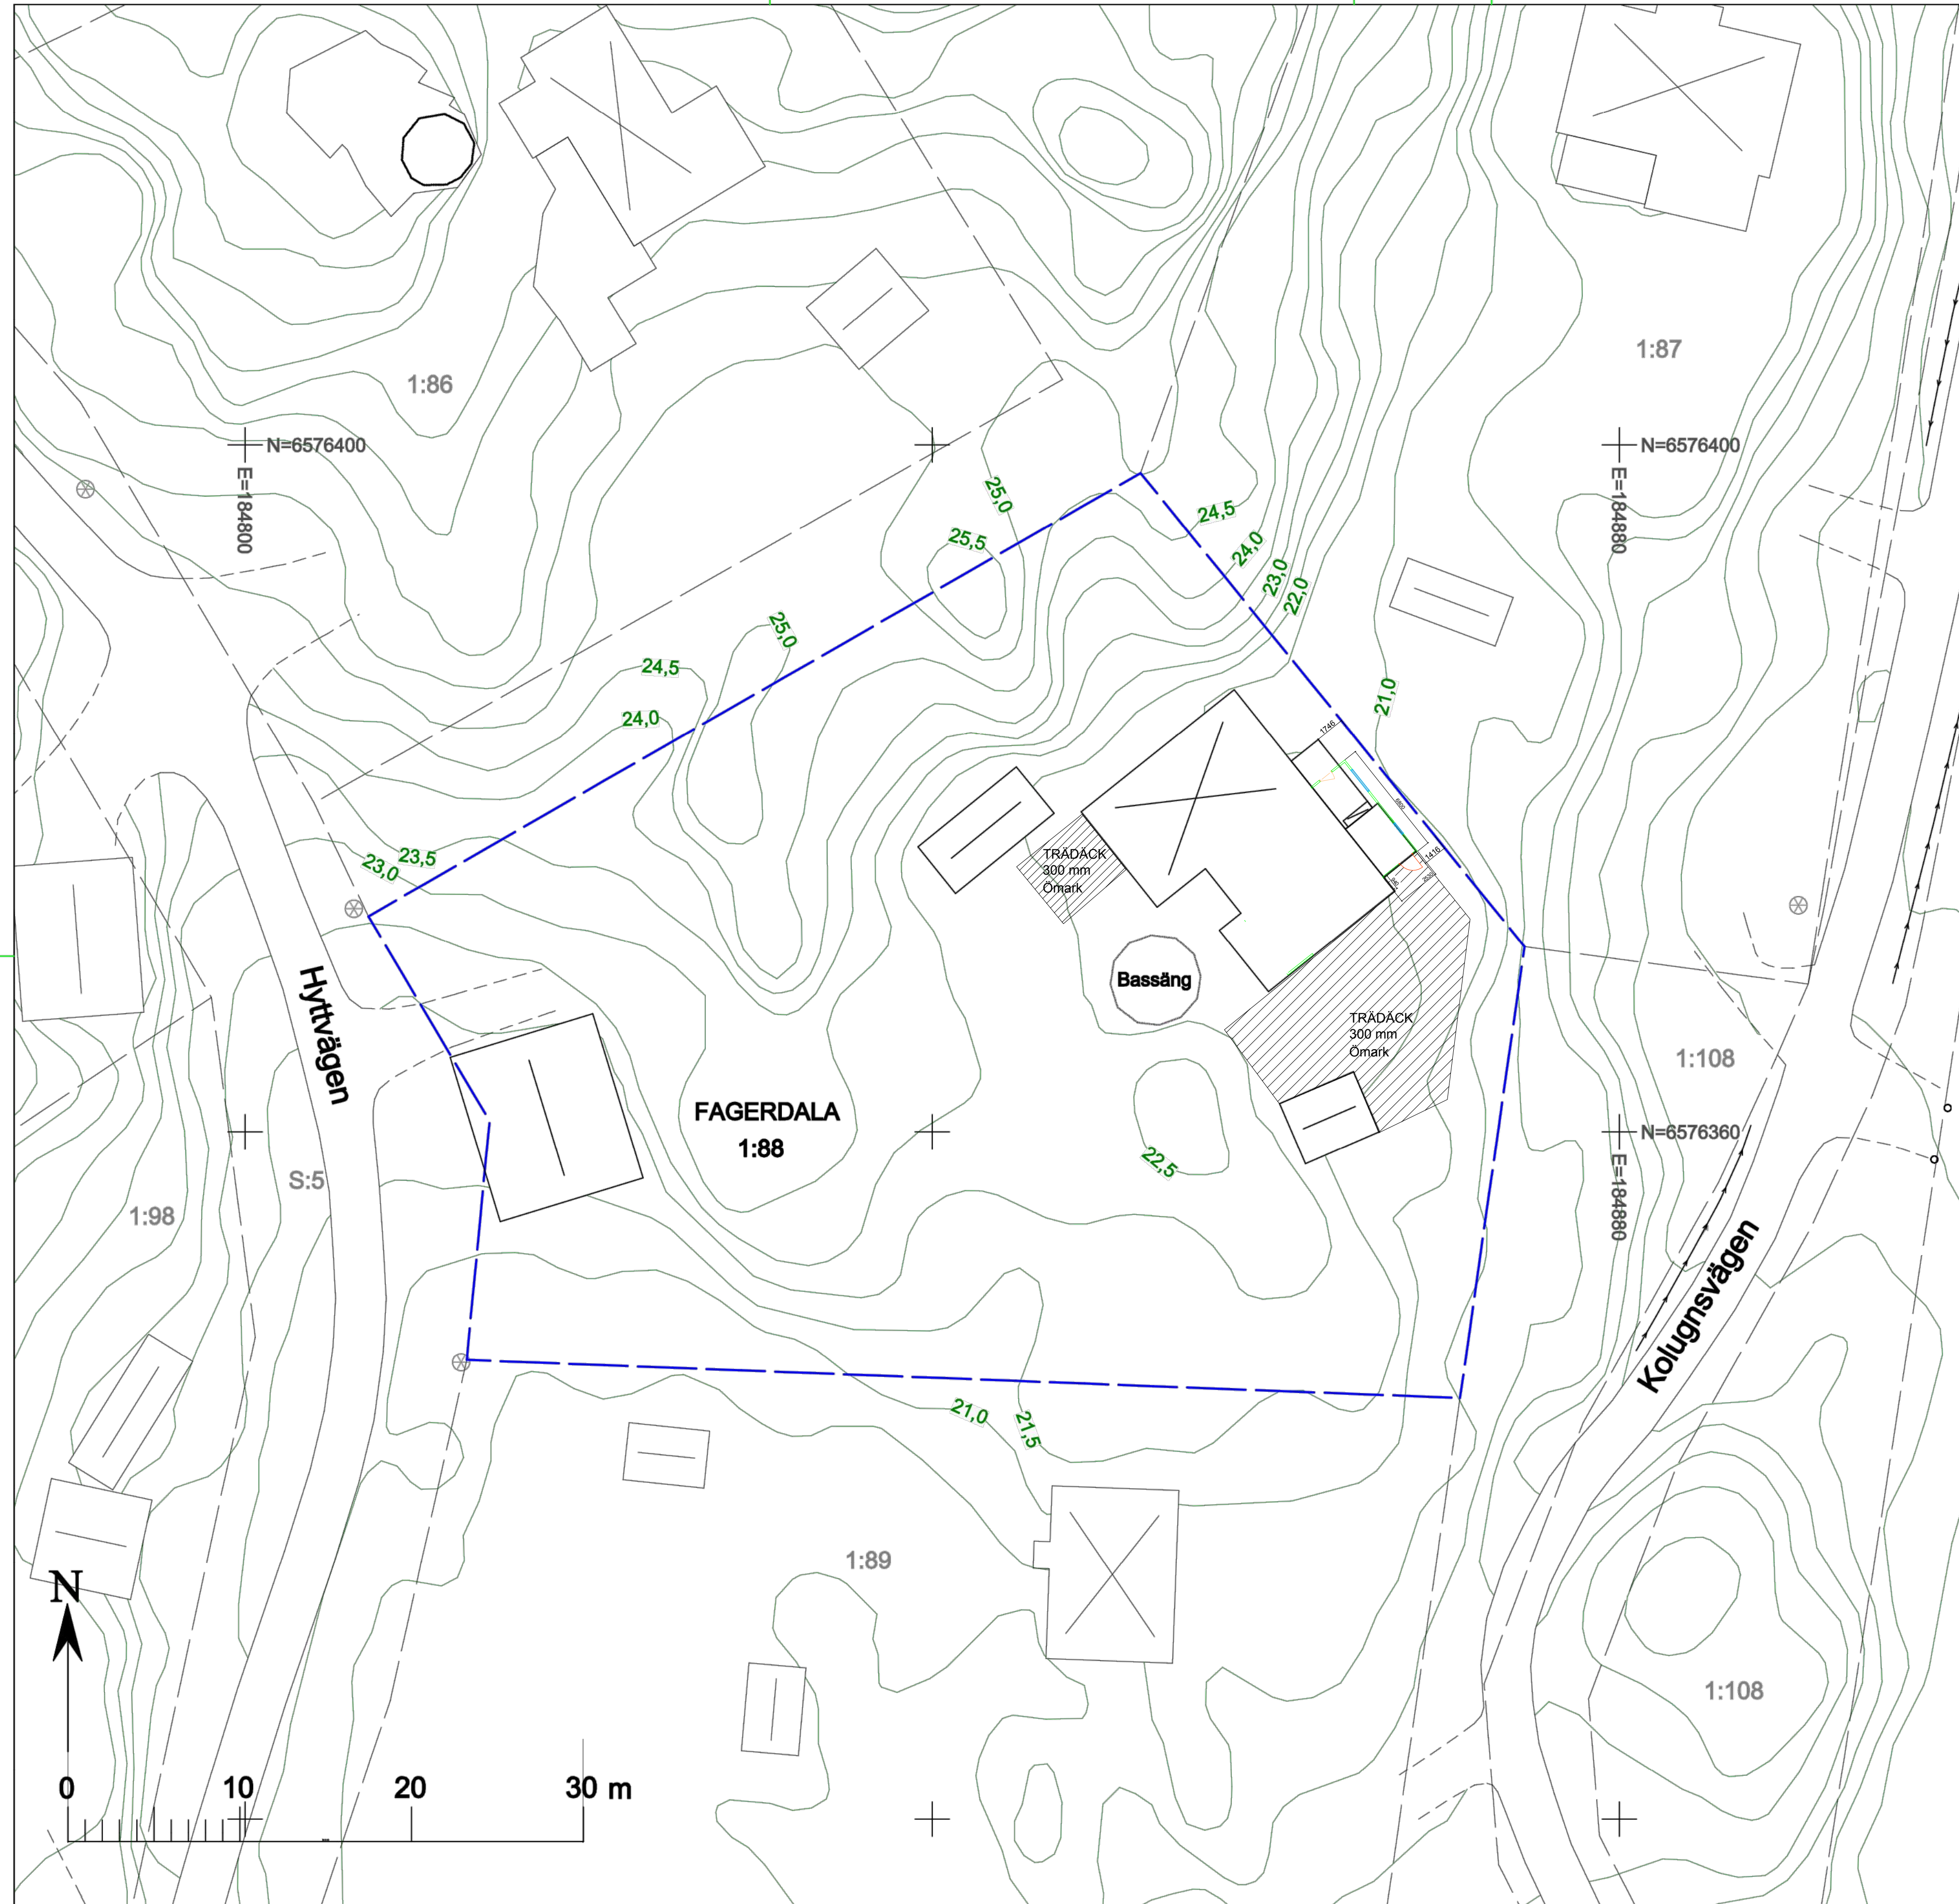 1:87
1:86
N=6576400
N=6576400
E=184800
E=184880
25,0
24,5
25,5
24,0
23,0
22,0
25,0
24,5
21,0
24,0
1746
6800
23,5
23,0
1416
TRÄDÄCK
300 mm
Ömark
Hyttvägen
Bassäng
TRÄDÄCK
300 mm
Ömark
1:108
FAGERDALA
1:88
N=6576360
E=184880
22,5
S:5
1:98
Kolugnsvägen
21,0
21,5
1:89
N
1:108
0
10
20
30 m